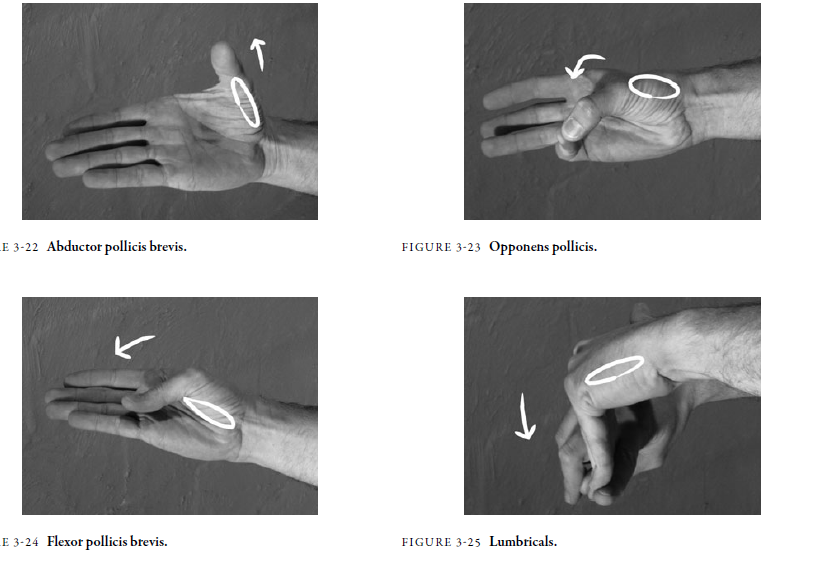 E 3-22 Abductor pollicis brevis.
FIGURE 3-23 Opponens pollicis.
E 3-24 Flexor pollicis brevis.
FIGURE 3-25 Lumbricals.